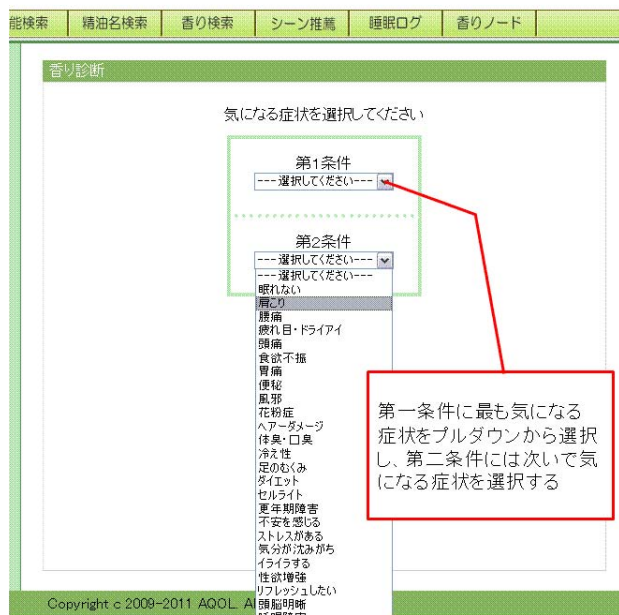 能検索 精油名検索 香り検索 シーン推薦 睡眠ログ 香りノード
香り診断
気になる症状を選択してください
第1条件
---選択してください---
第2条件
---選択してください---
---選択してください---
眠れない
肩こり
腰痛
疲れ目・ドライアイ
頭痛
食欲不振
胃痛
便秘
風邪
花粉症
ヘアーダメージ
体臭・口臭
冷え性
足のむくみ
ダイエット
セルライト
更年期障害
不安を感じる
ストレスがある
気分が沈みがち
イライラする
性欲増強
リフレッシュしたい
頭脳明晰
第一条件に最も気になる
症状をプルダウンから選択
し、第二条件には次いで気
になる症状を選択する
Copyright c 2009-2011 AQOL. A